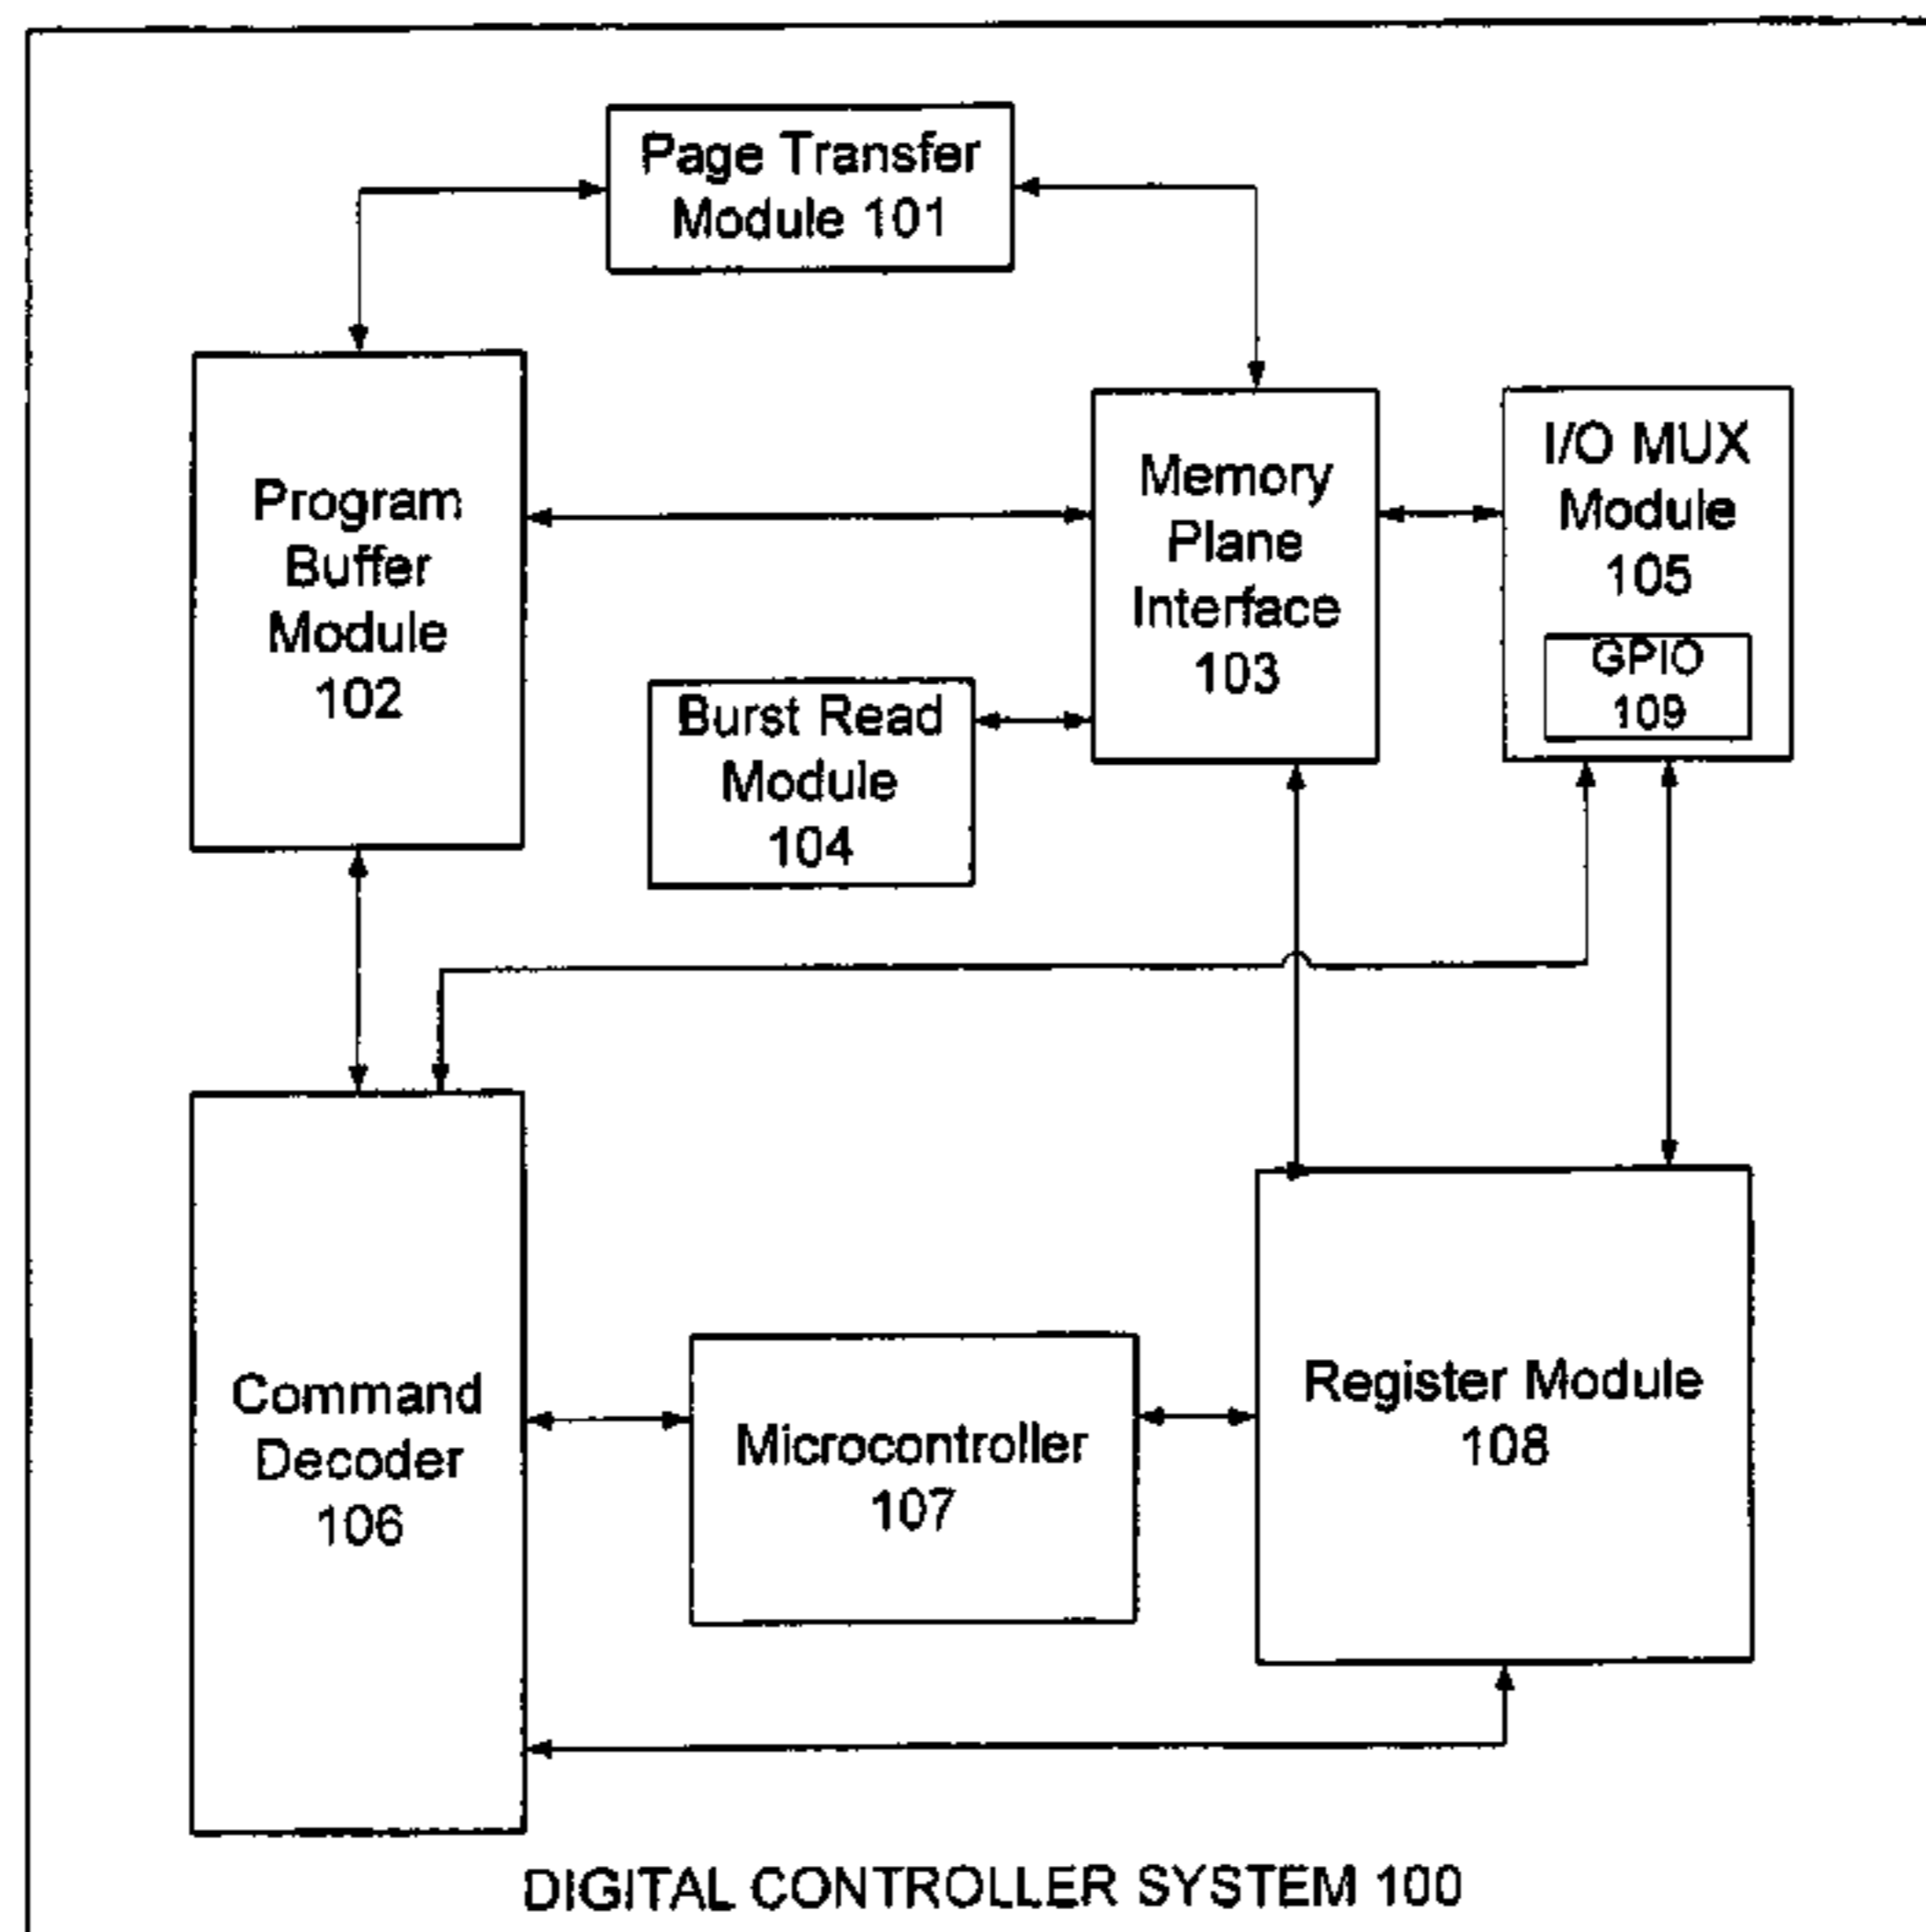 Page Transfer
Module 101
Program
Buffer
Module
102
Memory
Plane
Interface
103
I/O MUX
Module
105
GPIO
109
Burst Read
Module
104
Command
Decoder
106
Microcontroller
107
Register Module
108
DIGITAL CONTROLLER SYSTEM 100